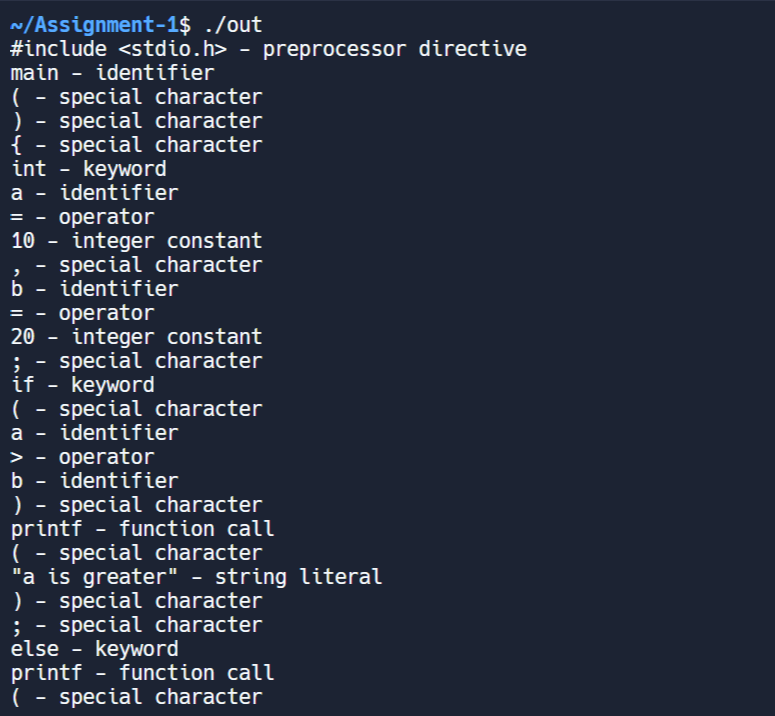 ~/Assignment-1$ ./out
#include <stdio.h> - preprocessor directive
main - identifier
( - special character
) - special character
{ - special character
int - keyword
a - identifier
= - operator
10 - integer constant
, - special character
b - identifier
= - operator
20 - integer constant
; - special character
if - keyword
( - special character
a - identifier
> - operator
b - identifier
) - special character
printf - function call
( - special character
"a is greater" - string literal
) - special character
; - special character
else - keyword
printf - function call
( - special character